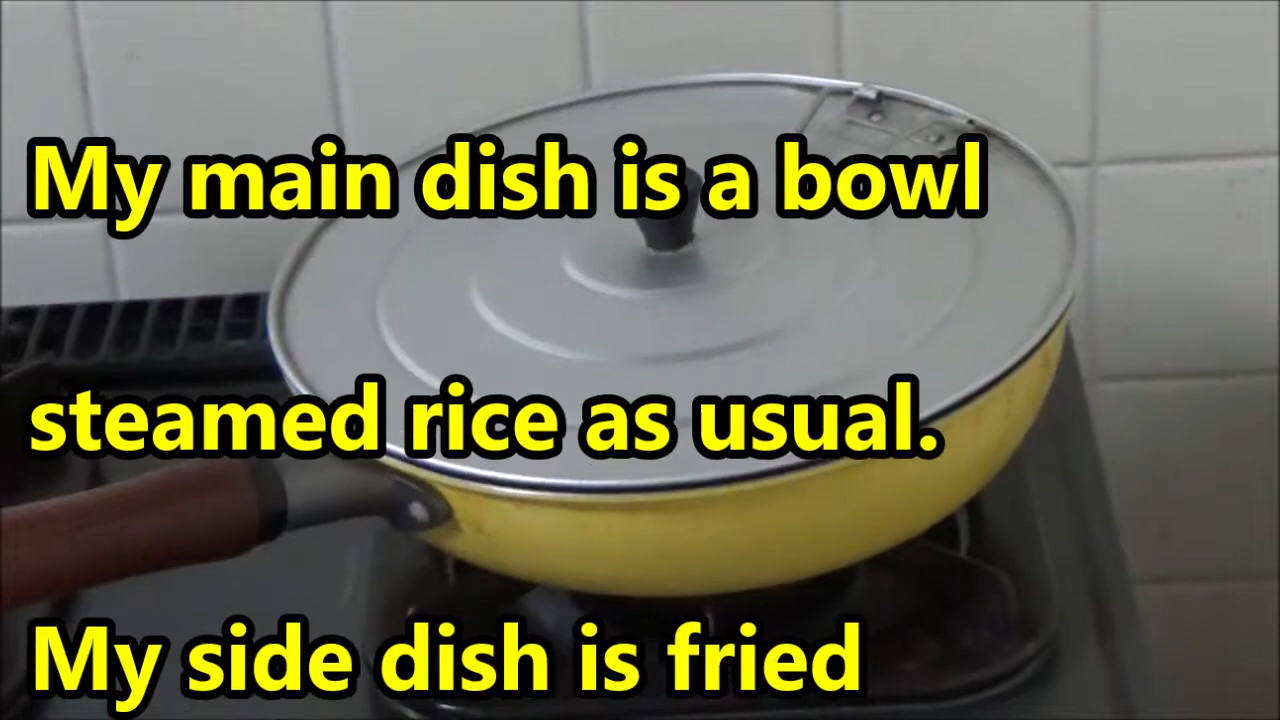 My main dish is a bowl
steamed rice as usual.
My side dish is fried